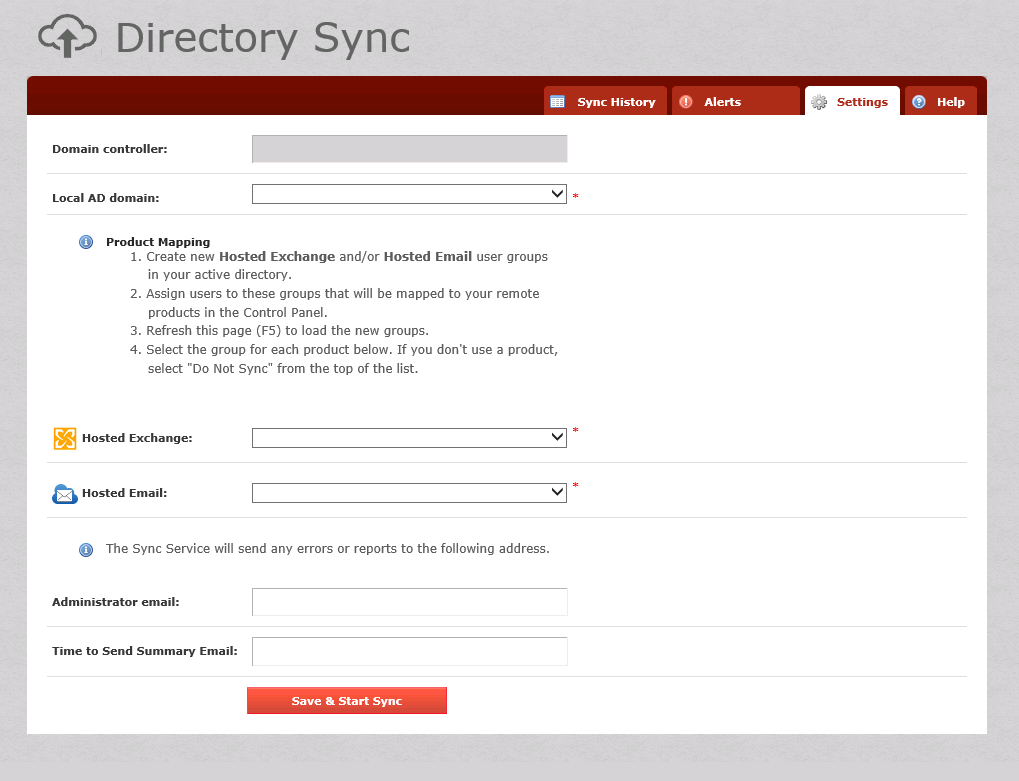 Directory Sync
Sync History
Alerts
Settings
Help
Domain controller:
Local AD domain:
*
Product Mapping
1. Create new Hosted Exchange and/or Hosted Email user groups
in your active directory.
2. Assign users to these groups that will be mapped to your remote
products in the Control Panel.
3. Refresh this page (F5) to load the new groups.
4. Select the group for each product below. If you don't use a product,
select "Do Not Sync" from the top of the list.
Hosted Exchange:
*
Hosted Email:
*
The Sync Service will send any errors or reports to the following address.
Administrator email:
Time to Send Summary Email:
Save & Start Sync